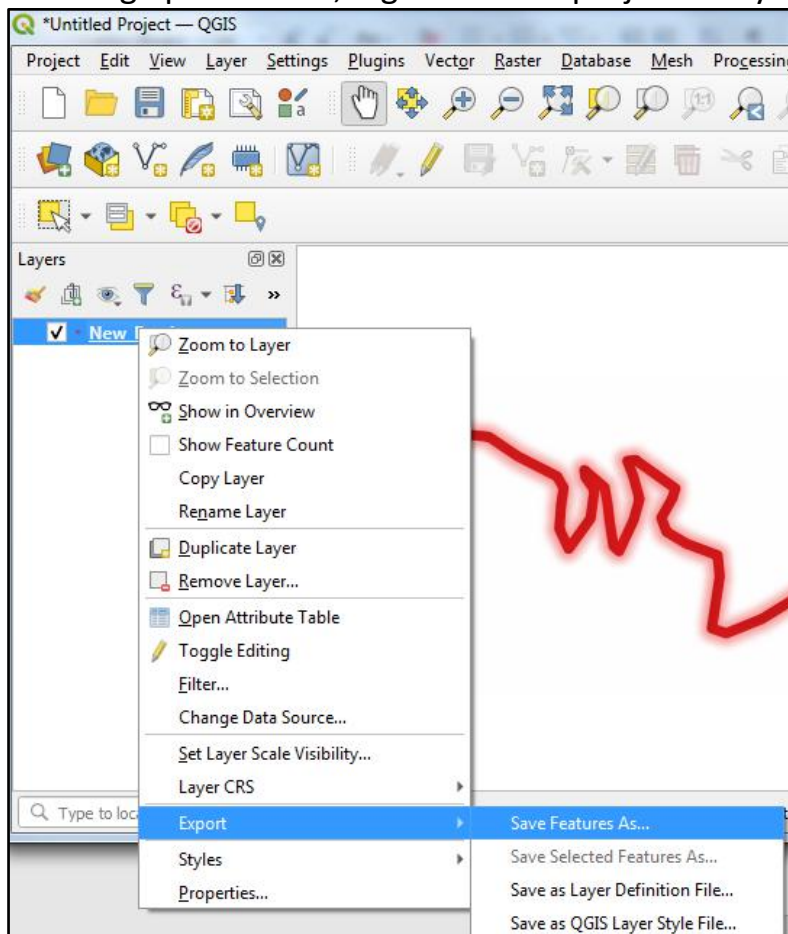 *Untitled Project — QGIS
Project Edit View Layer Settings Plugins Vector Raster Database Mesh Processing
a
1:1
Layers
New
Zoom to Layer
Zoom to Selection
Show in Overview
Show Feature Count
Copy Layer
Rename Layer
Duplicate Layer
Remove Layer...
Open Attribute Table
Toggle Editing
Filter...
Change Data Source...
Set Layer Scale Visibility...
Layer CRS
Type to
Export
Save Features As...
Styles
Save Selected Features As...
Properties...
Save as Layer Definition File...
Save as QGIS Layer Style File...